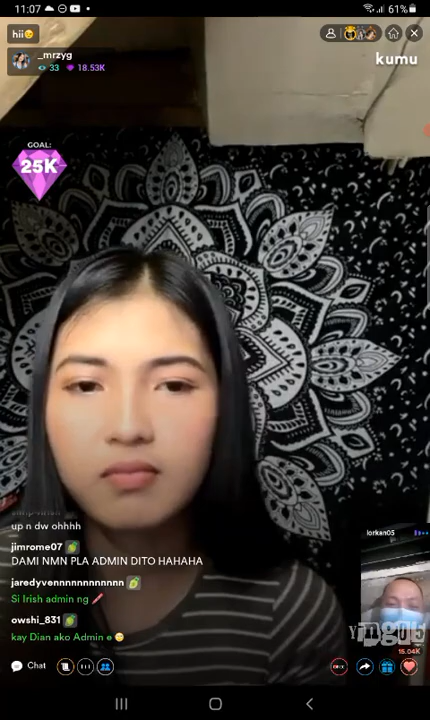 11:07
61%
hii
_mrzyg
33 18.53K
kumu
GOAL:
25K
up n dw ohhhh
jimrome07
DAMI NMN PLA ADMIN DITO HAHAHA
jaredyvennnnnnnnnnnn
Si Irish admin ng
owshi_831
kay Dian ako Admin e
lorkan05
15.04K
Chat